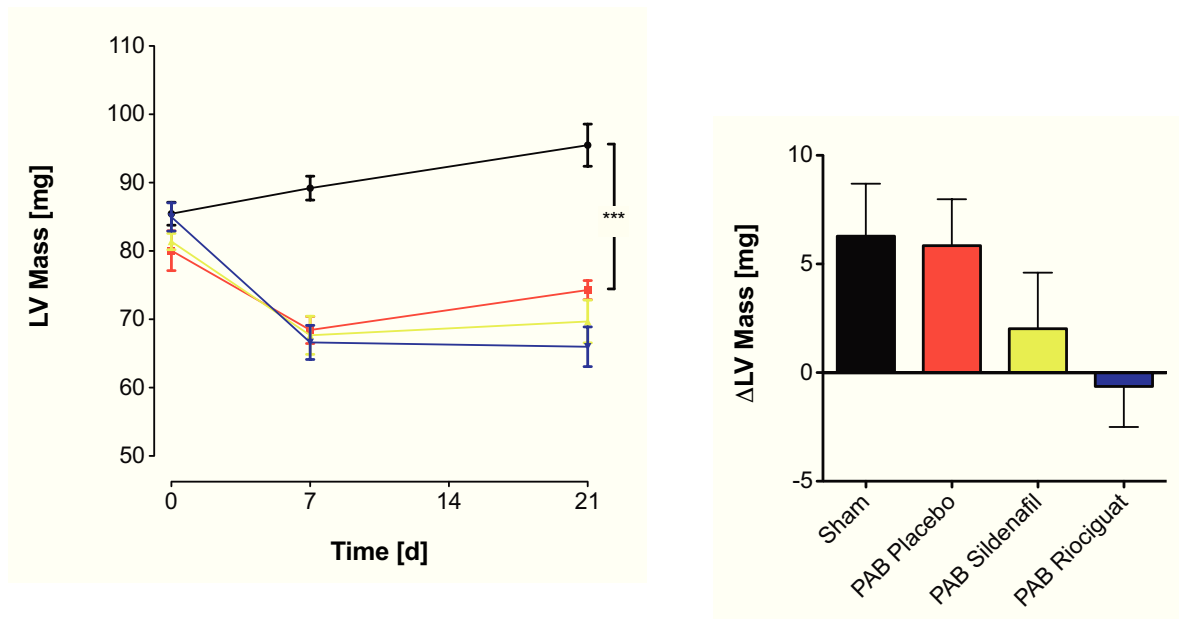 110
100
90
80
70
60
50
LV Mass [mg]
***
0 7 14 21
Time [d]
10
5
0
-5
ΔLV Mass [mg]
Sham
PAB Placebo
PAB Sildenafil
PAB Riociguat